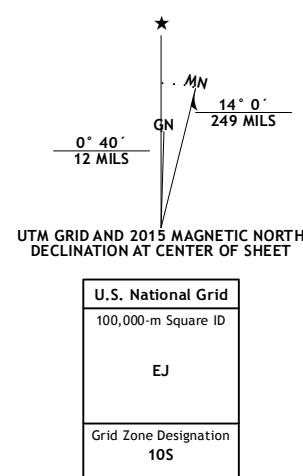 MN
GN
14° 0´
249 MILS
0° 40´
12 MILS
UTM GRID AND 2015 MAGNETIC NORTH
DECLINATION AT CENTER OF SHEET
U.S. National Grid
100,000-m Square ID
EJ
Grid Zone Designation
10S